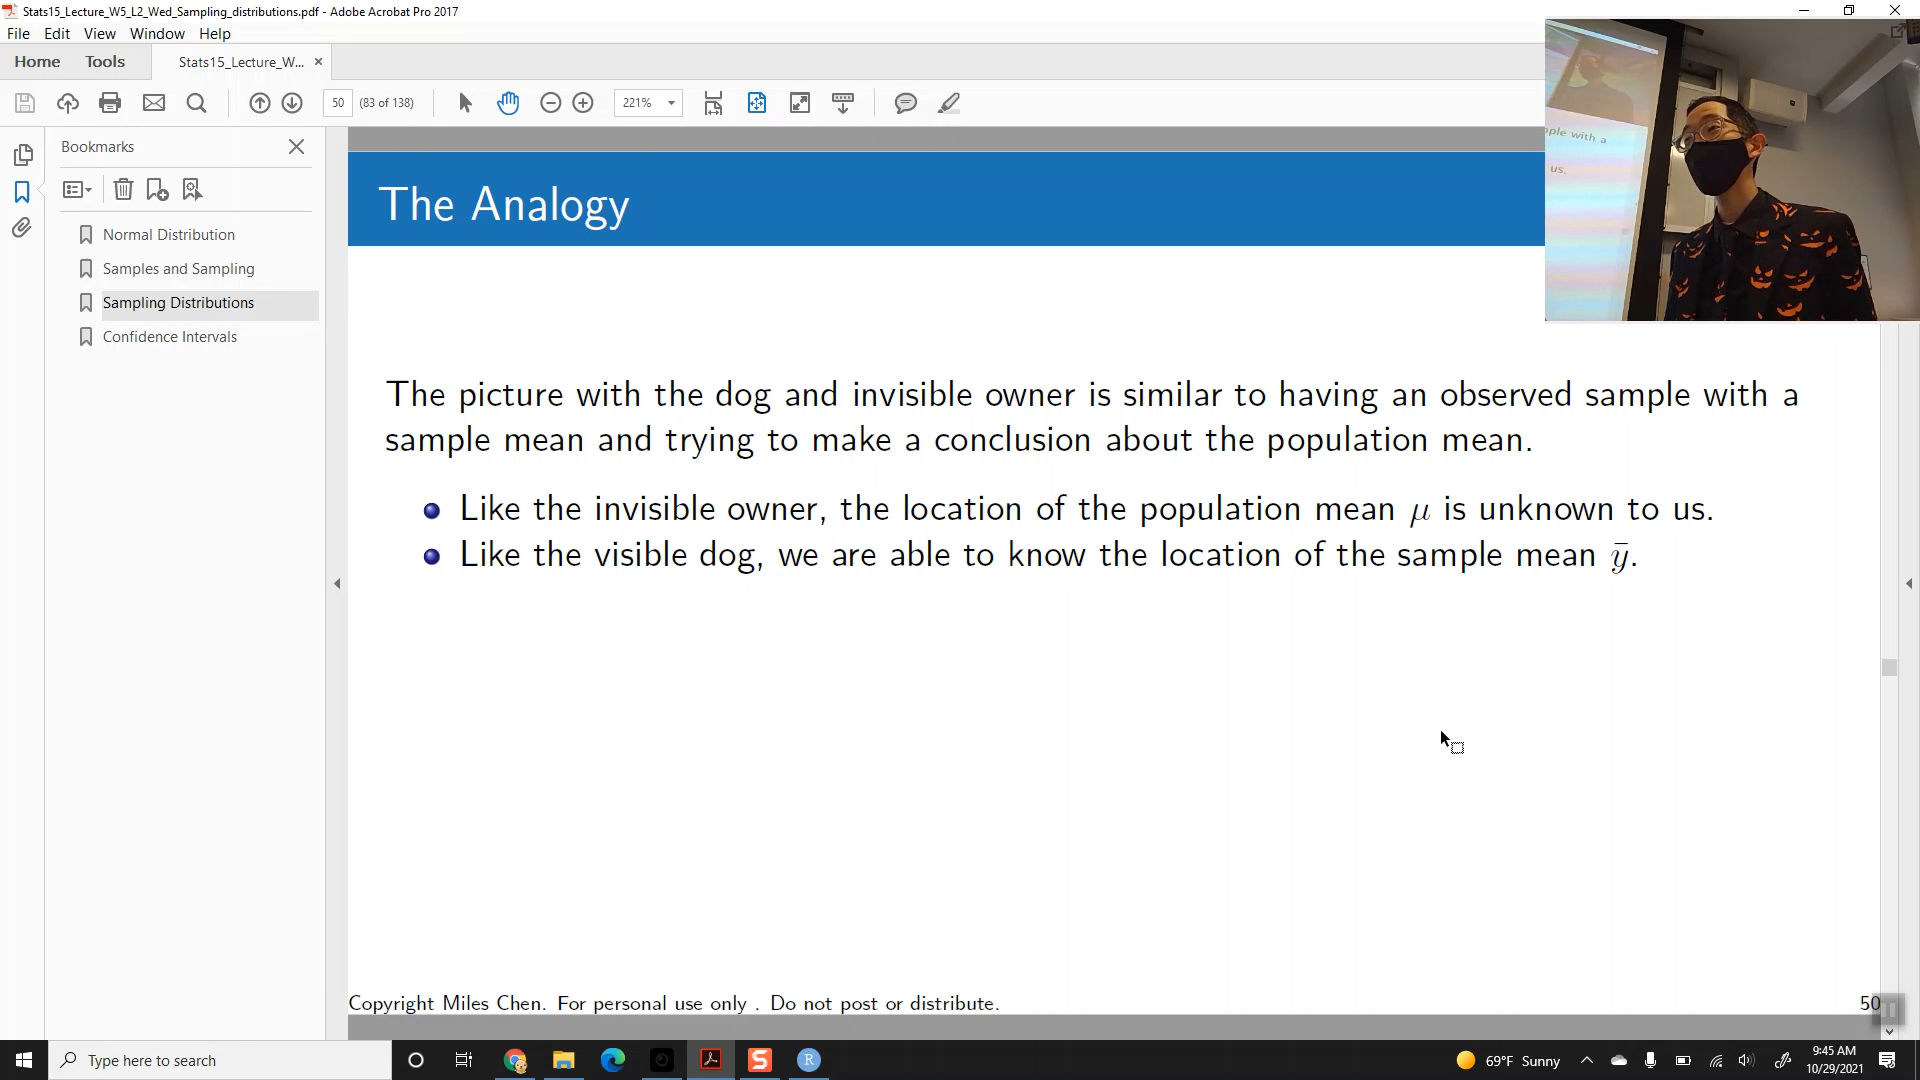 Stats15_Lecture_W5_L2_Wed_Sampling_distributions.pdf - Adobe Acrobat Pro 2017
File Edit View Window Help
Home Tools Stats15_Lecture_W... ×
50 (83 of 138) 221%
Bookmarks
Normal Distribution
Samples and Sampling
Sampling Distributions
Confidence Intervals
The Analogy
ple with a
us.
The picture with the dog and invisible owner is similar to having an observed sample with a
sample mean and trying to make a conclusion about the population mean.
Like the invisible owner, the location of the population mean μ is unknown to us.
Like the visible dog, we are able to know the location of the sample mean ȳ.
Copyright Miles Chen. For personal use only . Do not post or distribute.
50
Type here to search
S
R
69°F Sunny
9:45 AM
10/29/2021